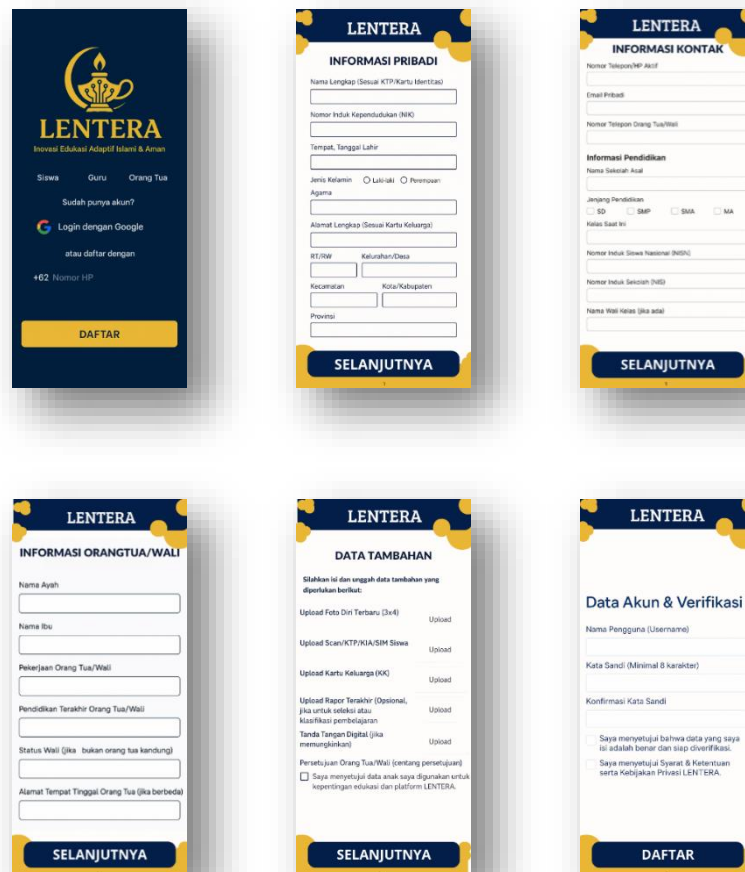 LENTERA
Inovasi Edukasi Adaptif Islami & Aman
Siswa Guru Orang Tua
Sudah punya akun?
Login dengan Google
atau daftar dengan
+62 Nomor HP
DAFTAR
LENTERA
INFORMASI PRIBADI
Nama Lengkap (Sesuai KTP/Kartu Identitas)
Nomor Induk Kependudukan (NIK)
Tempat, Tanggal Lahir
Jenis Kelamin Laki-laki Perempuan
Agama
Alamat Lengkap (Sesuai Kartu Keluarga)
RT/RW Kelurahan/Desa
Kecamatan Kota/Kabupaten
Provinsi
SELANJUTNYA
LENTERA
INFORMASI KONTAK
Nomor Telepon/HP Aktif
Email Pribadi
Nomor Telepon Orang Tua/Wali
Informasi Pendidikan
Nama Sekolah Asal
Jenjang Pendidikan
SD SMP SMA MA
Kelas Saat Ini
Nomor Induk Siswa Nasional (NISN)
Nomor Induk Sekolah (NIS)
Nama Wali Kelas (jika ada)
SELANJUTNYA
LENTERA
INFORMASI ORANGTUA/WALI
Nama Ayah
Nama Ibu
Pekerjaan Orang Tua/Wali
Pendidikan Terakhir Orang Tua/Wali
Status Wali (jika bukan orang tua kandung)
Alamat Tempat Tinggal Orang Tua (jika berbeda)
SELANJUTNYA
LENTERA
DATA TAMBAHAN
Silahkan isi dan unggah data tambahan yang
diperlukan berikut:
Upload Foto Diri Terbaru (3x4) Upload
Upload Scan/KTP/KIA/SIM Siswa Upload
Upload Kartu Keluarga (KK) Upload
Upload Rapor Terakhir (Opsional,
jika untuk seleksi atau Upload
klasifikasi pembelajaran
Tanda Tangan Digital (jika
memungkinkan) Upload
Persetujuan Orang Tua/Wali (centang persetujuan)
Saya menyetujui data anak saya digunakan untuk
kepentingan edukasi dan platform LENTERA.
SELANJUTNYA
LENTERA
Data Akun & Verifikasi
Nama Pengguna (Username)
Kata Sandi (Minimal 8 karakter)
Konfirmasi Kata Sandi
Saya menyetujui bahwa data yang saya
isi adalah benar dan siap diverifikasi.
Saya menyetujui Syarat & Ketentuan
serta Kebijakan Privasi LENTERA.
DAFTAR